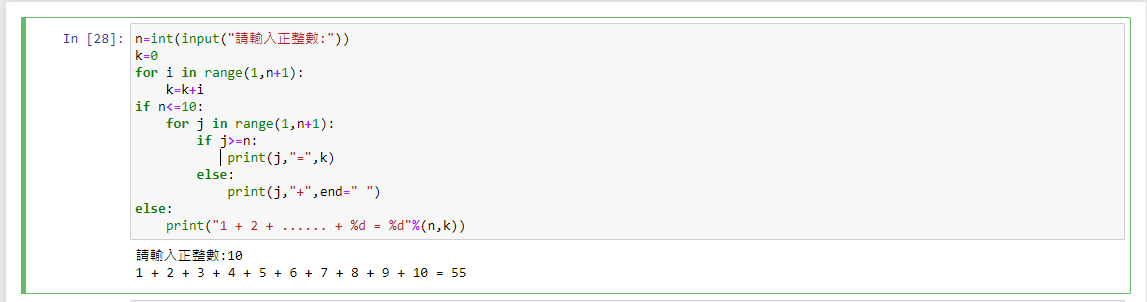 In [28]: n=int(input("請輸入正整數:"))
k=0
for i in range(1,n+1):
    k=k+i
if n<=10:
    for j in range(1,n+1):
        if j>=n:
            print(j,"=",k)
        else:
            print(j,"+",end=" ")
else:
    print("1 + 2 + ...... + %d = %d"%(n,k))
請輸入正整數:10
1 + 2 + 3 + 4 + 5 + 6 + 7 + 8 + 9 + 10 = 55